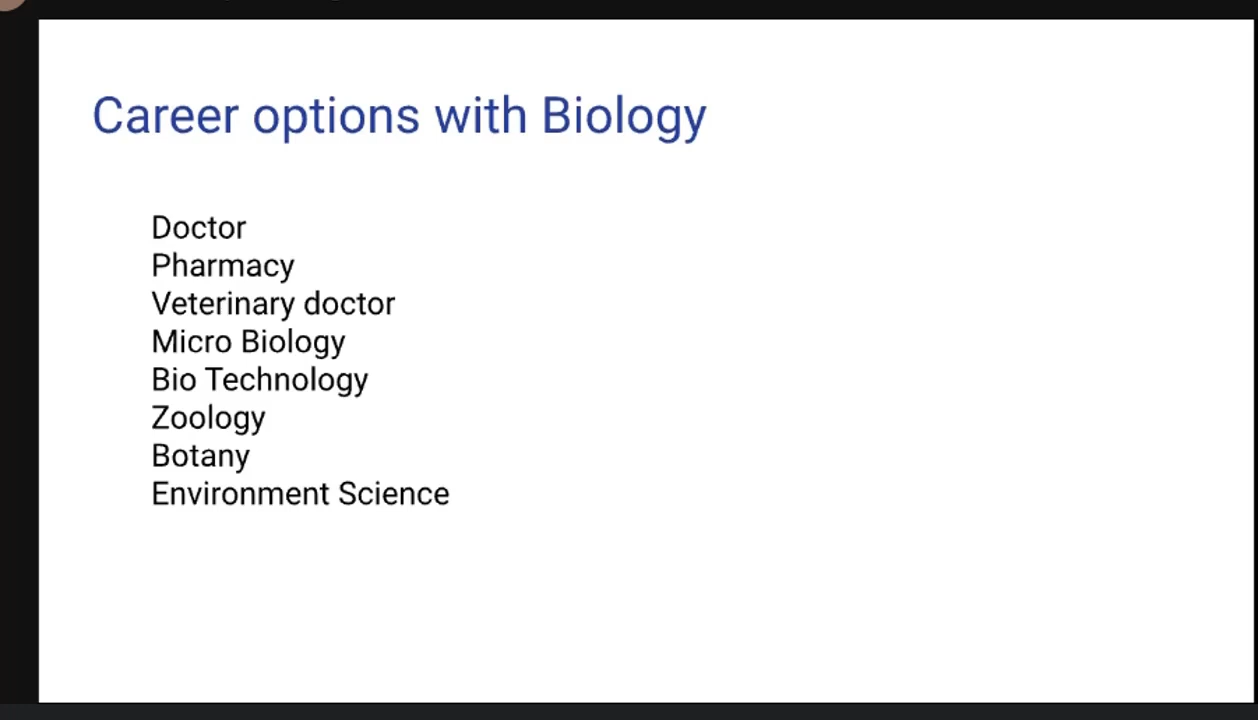 Career options with Biology
Doctor
Pharmacy
Veterinary doctor
Micro Biology
Bio Technology
Zoology
Botany
Environment Science